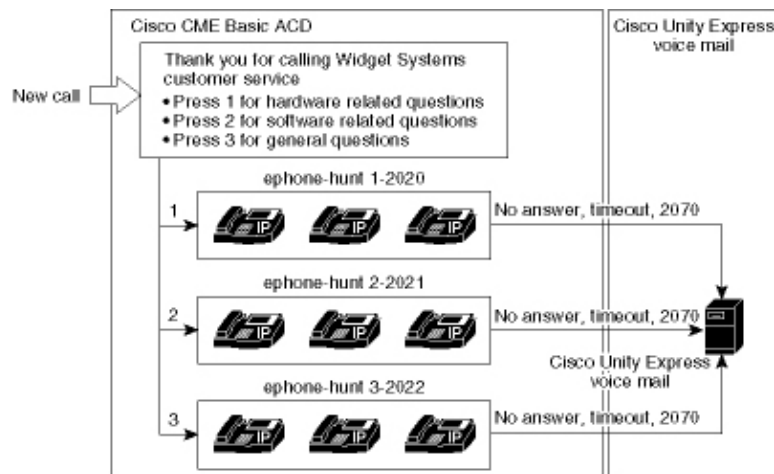 Cisco CME Basic ACD
Cisco Unity Express
voice mail
Thank you for calling Widget Systems
customer service
• Press 1 for hardware related questions
• Press 2 for software related questions
• Press 3 for general questions
New call
ephone-hunt 1-2020
1
IP IP IP
No answer, timeout, 2070
ephone-hunt 2-2021
2
IP IP IP
No answer, timeout, 2070
Cisco Unity Express
voice mail
ephone-hunt 3-2022
3
IP IP IP
No answer, timeout, 2070